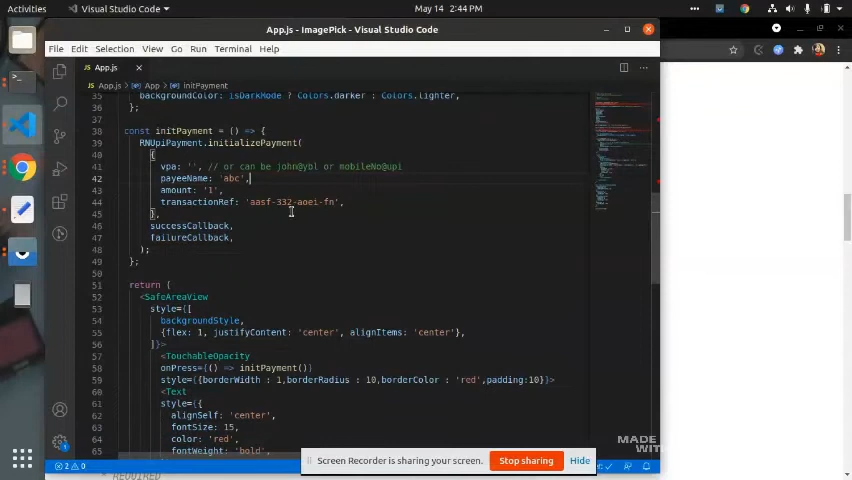 Activities Visual Studio Code May 14 2:44 PM
App.js - ImagePick - Visual Studio Code
File Edit Selection View Go Run Terminal Help
App.js
App.js App initPayment
35 backgroundColor: isDarkMode ? Colors.darker : Colors.lighter,
36 };
37
38 const initPayment = () => {
39 RNUpiPayment.initializePayment(
40 {
41 vpa: '', // or can be john@ybl or mobileNo@upi
42 payeeName: 'abc',
43 amount: '1',
44 transactionRef: 'aasf-332-aoei-fn',
45 },
46 successCallback,
47 failureCallback,
48 );
49 };
50
51 return (
52 <SafeAreaView
53 style={[
54 backgroundStyle,
55 {flex: 1, justifyContent: 'center', alignItems: 'center'},
56 ]}>
57 <TouchableOpacity
58 onPress={() => initPayment()}
59 style={{borderWidth : 1,borderRadius : 10,borderColor : 'red',padding:10}}>
60 <Text
61 style={{
62 alignSelf: 'center',
63 fontSize: 15,
64 color: 'red',
65 fontWeight: 'bold',
MADE
WIT
Screen Recorder is sharing your screen. Stop sharing Hide
2 0
* REQUIRED